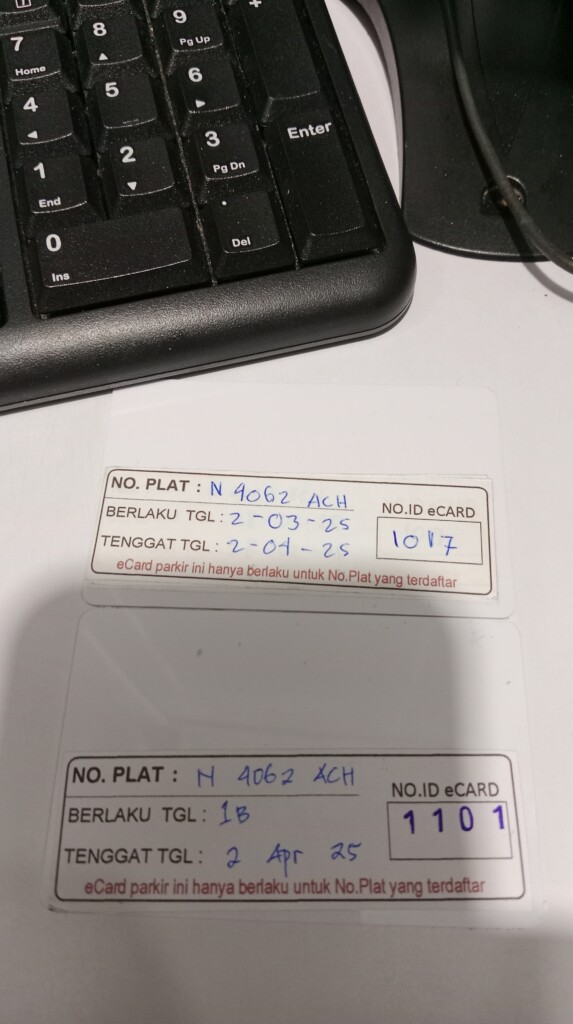 7 Home
8
9 Pg Up
+
4
5
6
1 End
2
3 Pg Dn
Enter
0 Ins
. Del
NO. PLAT : N 4062 ACH
BERLAKU TGL : 2-03-25
TENGGAT TGL : 2-04-25
NO.ID eCARD
1017
eCard parkir ini hanya berlaku untuk No.Plat yang terdaftar
NO. PLAT : N 4062 ACH
BERLAKU TGL : 1B
TENGGAT TGL : 2 Apr 25
NO.ID eCARD
1101
eCard parkir ini hanya berlaku untuk No.Plat yang terdaftar